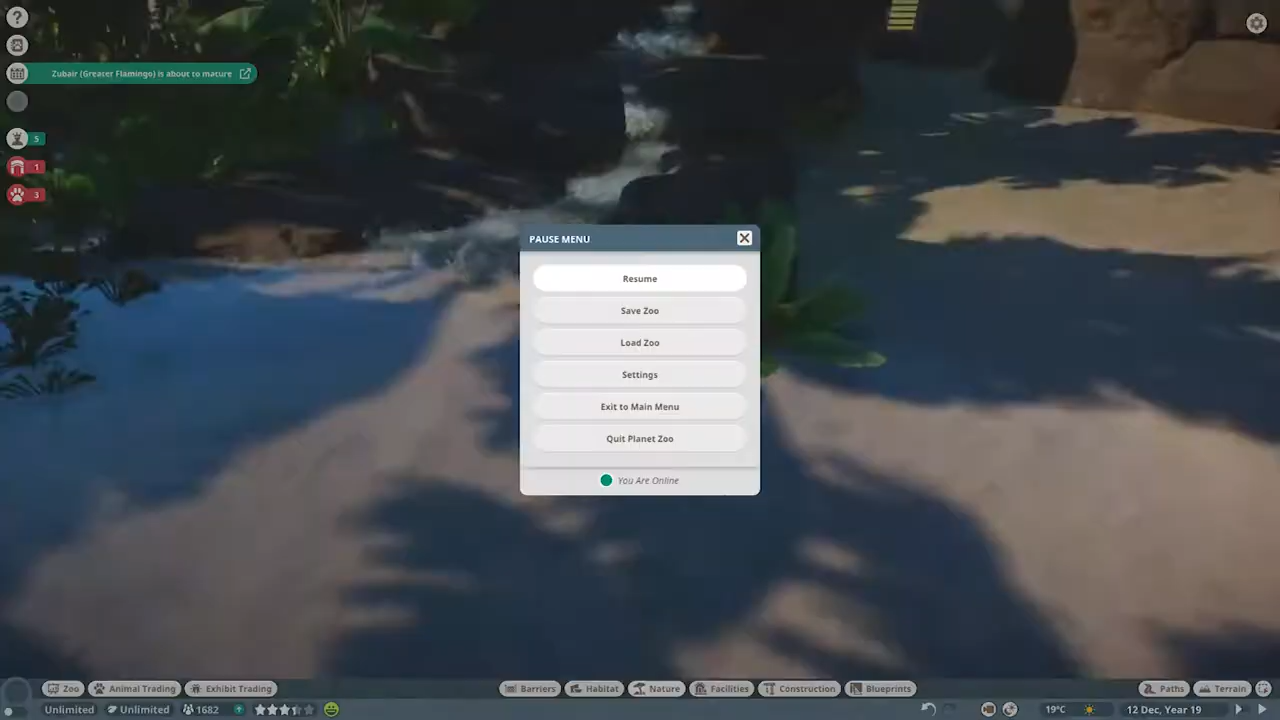 ?
Zubair (Greater Flamingo) is about to mature
5
1
3
PAUSE MENU
Resume
Save Zoo
Load Zoo
Settings
Exit to Main Menu
Quit Planet Zoo
You Are Online
Zoo Animal Trading Exhibit Trading Barriers Habitat Nature Facilities Construction Blueprints Paths Terrain
Unlimited Unlimited 1682 19°C 12 Dec, Year 19